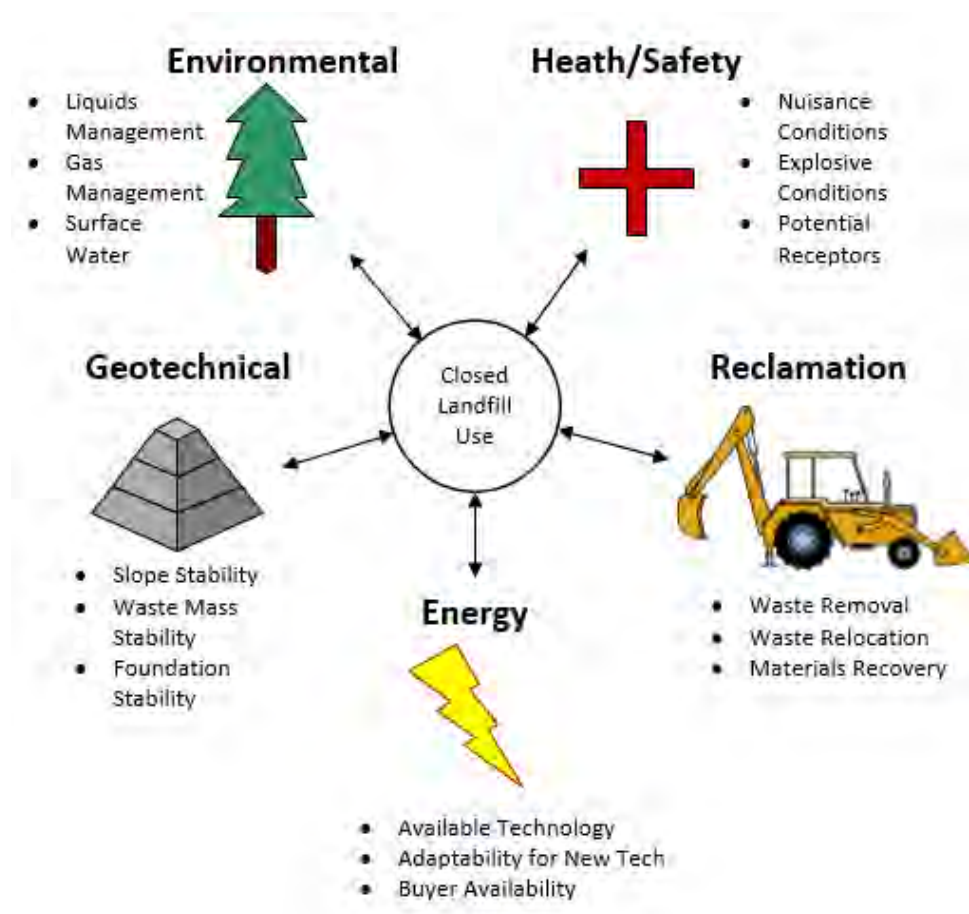 Environmental
• Liquids
Management
• Gas
Management
• Surface
Water
Heath/Safety
• Nuisance
Conditions
• Explosive
Conditions
• Potential
Receptors
Closed
Landfill
Use
Geotechnical
• Slope Stability
• Waste Mass
Stability
• Foundation
Stability
Reclamation
• Waste Removal
• Waste Relocation
• Materials Recovery
Energy
• Available Technology
• Adaptability for New Tech
• Buyer Availability